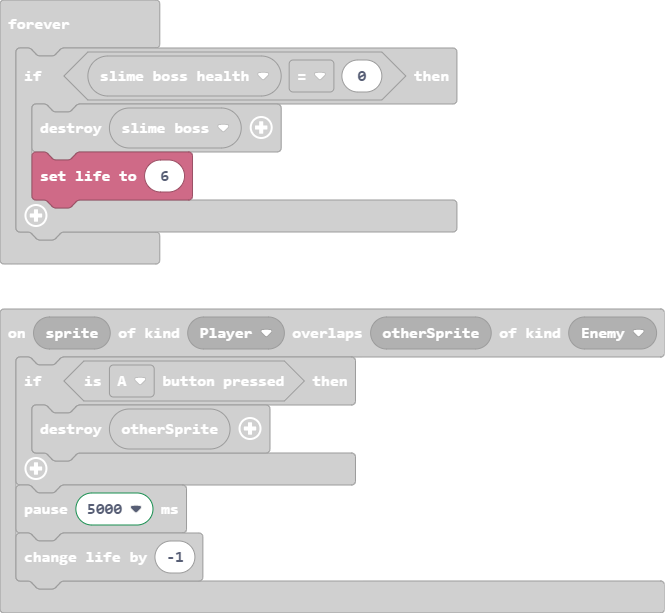 forever
if slime boss health = 0 then
destroy slime boss
set life to 6
on sprite of kind Player overlaps otherSprite of kind Enemy
if is A button pressed then
destroy otherSprite
pause 5000 ms
change life by -1